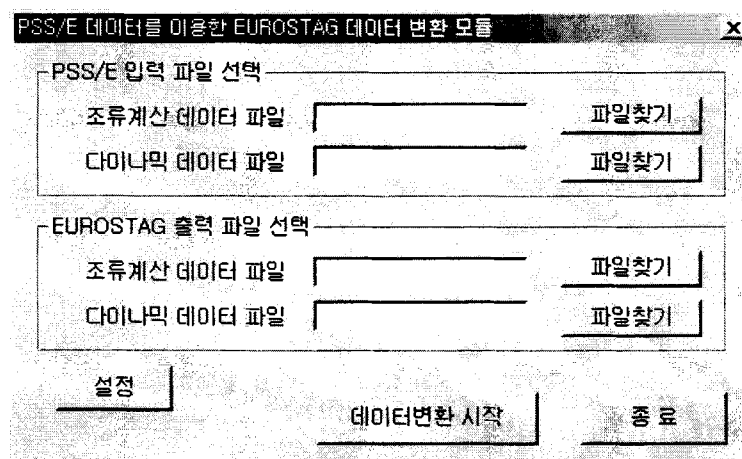 PSS/E 데이터를 이용한 EUROSTAG 데이터 변환 모듈 x
PSS/E 입력 파일 선택
조류계산 데이터 파일 파일찾기
다이나믹 데이터 파일 파일찾기
EUROSTAG 출력 파일 선택
조류계산 데이터 파일 파일찾기
다이나믹 데이터 파일 파일찾기
설정
데이터변환 시작 종 료